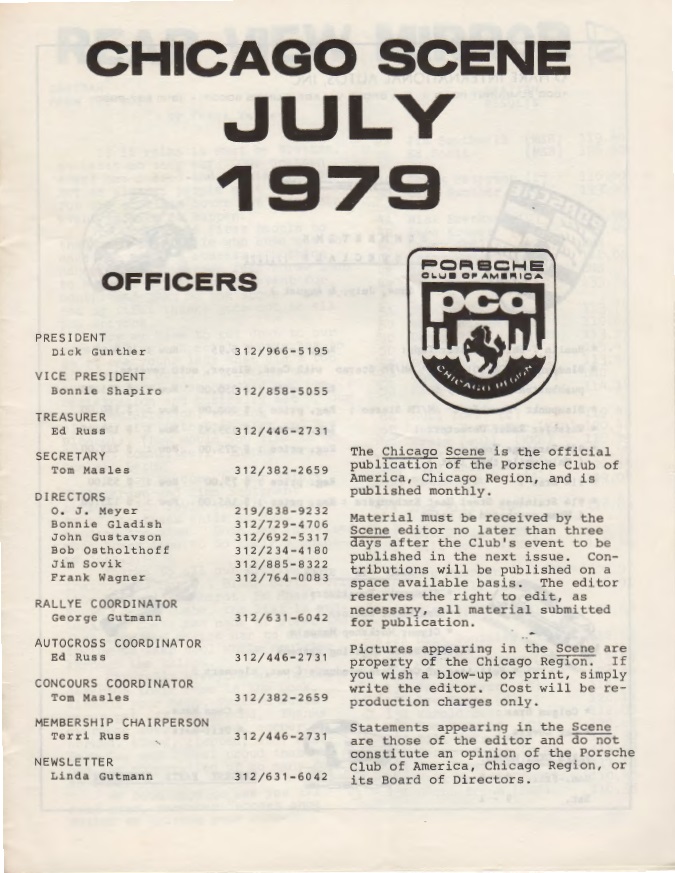 CHICAGO SCENE
JULY
1979
OFFICERS
PRESIDENT
Dick Gunther 312/966-5195
VICE PRESIDENT
Bonnie Shapiro 312/858-5055
TREASURER
Ed Russ 312/446-2731
SECRETARY
Tom Masles 312/382-2659
DIRECTORS
O. J. Meyer 219/838-9232
Bonnie Gladish 312/729-4706
John Gustavson 312/692-5317
Bob Ostholthoff 312/234-4180
Jim Sovik 312/885-8322
Frank Wagner 312/764-0083
RALLYE COORDINATOR
George Gutmann 312/631-6042
AUTOCROSS COORDINATOR
Ed Russ 312/446-2731
CONCOURS COORDINATOR
Tom Masles 312/382-2659
MEMBERSHIP CHAIRPERSON
Terri Russ 312/446-2731
NEWSLETTER
Linda Gutmann 312/631-6042
PORSCHE
CLUB OF AMERICA
pca
CHICAGO REGION
The Chicago Scene is the official
publication of the Porsche Club of
America, Chicago Region, and is
published monthly.
Material must be received by the
Scene editor no later than three
days after the Club's event to be
published in the next issue. Con-
tributions will be published on a
space available basis. The editor
reserves the right to edit, as
necessary, all material submitted
for publication.
Pictures appearing in the Scene are
property of the Chicago Region. If
you wish a blow-up or print, simply
write the editor. Cost will be re-
production charges only.
Statements appearing in the Scene
are those of the editor and do not
constitute an opinion of the Porsche
Club of America, Chicago Region, or
its Board of Directors.